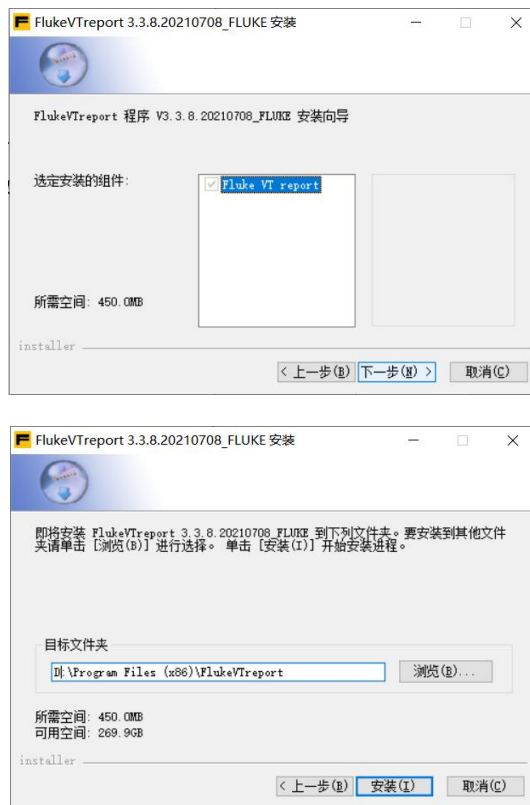 FlukeVTreport 3.3.8.20210708_FLUKE 安装
FlukeVTreport 程序 V3.3.8.20210708_FLUKE 安装向导
选定安装的组件:
Fluke VT report
所需空间: 450.0MB
installer
< 上一步(B) 下一步(N) > 取消(C)
FlukeVTreport 3.3.8.20210708_FLUKE 安装
即将安装 FlukeVTreport 3.3.8.20210708_FLUKE 到下列文件夹。要安装到其他文件
夹请单击 [浏览(B)] 进行选择。 单击 [安装(I)] 开始安装进程。
目标文件夹
D:\Program Files (x86)\FlukeVTreport
浏览(B)...
所需空间: 450.0MB
可用空间: 269.9GB
installer
< 上一步(B) 安装(I) 取消(C)